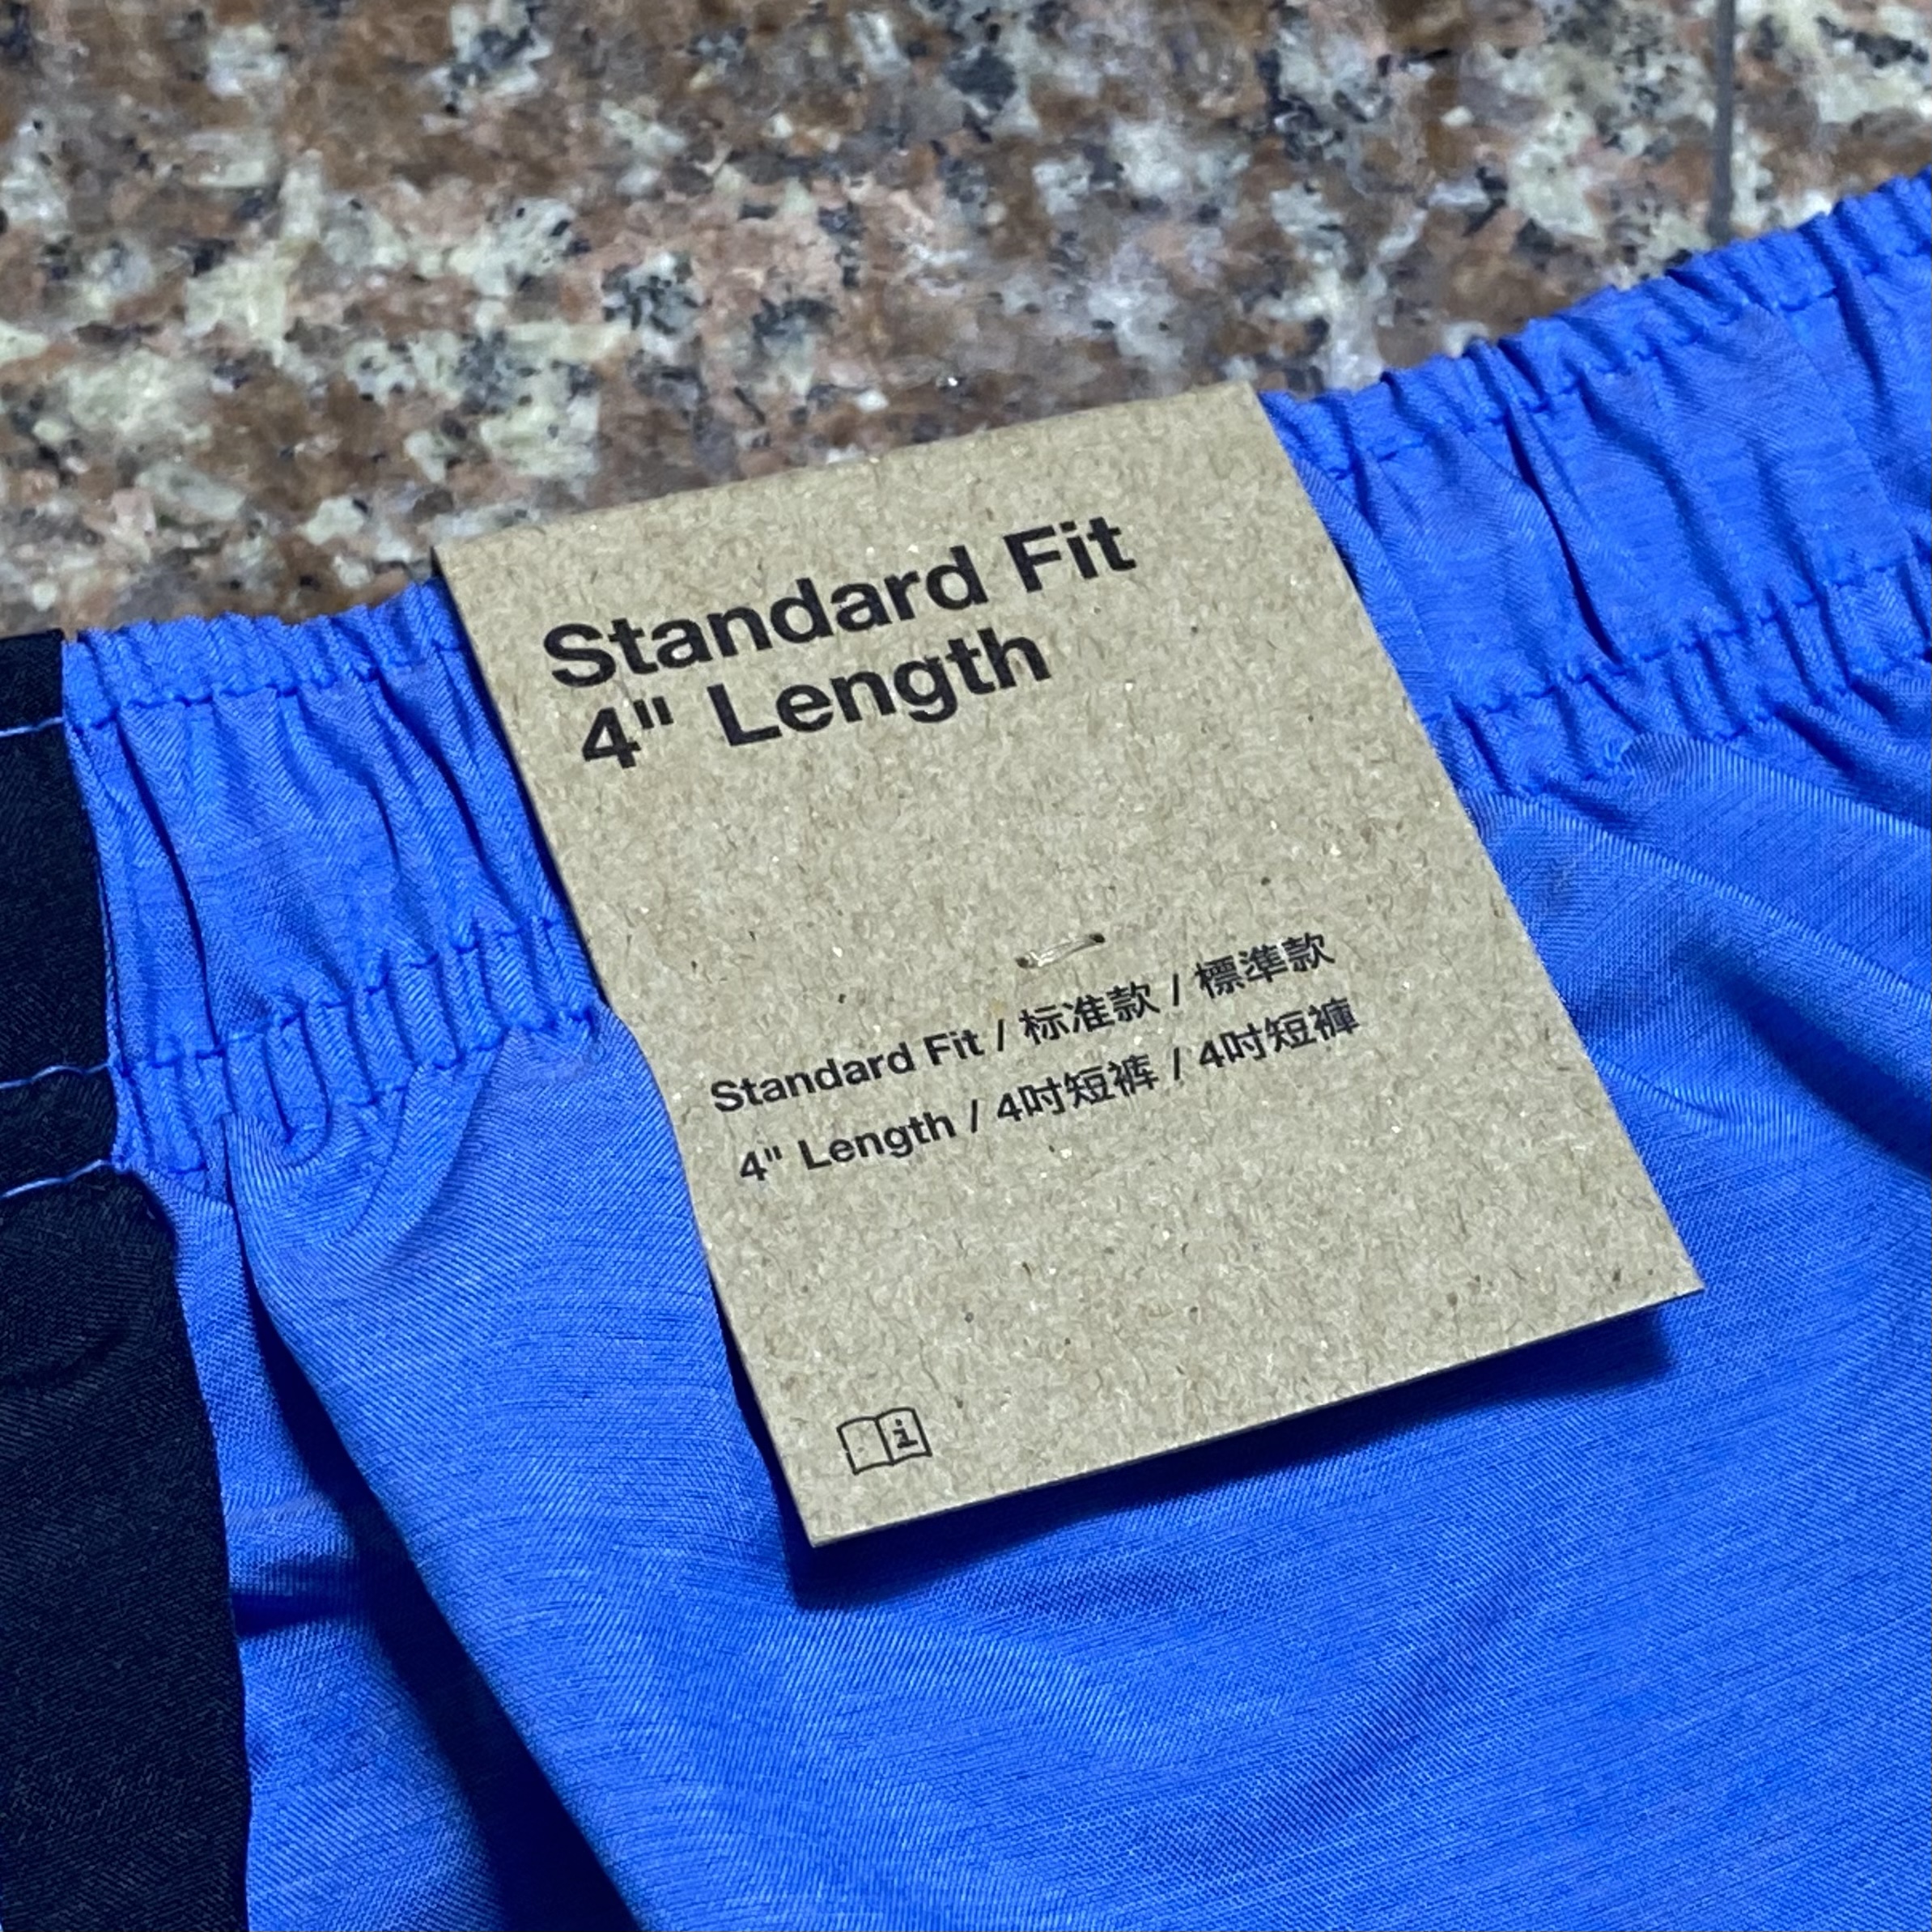 Standard Fit
4" Length
Standard Fit / 标准款 / 標準款
4" Length / 4吋短裤 / 4吋短褲
i